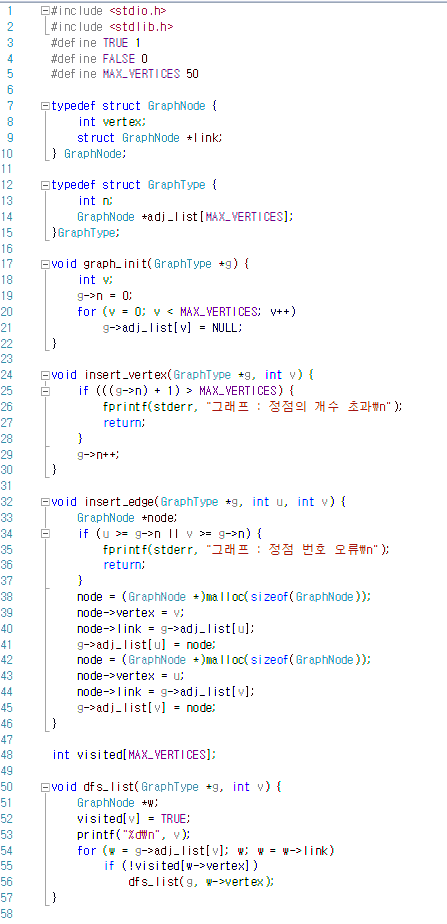 1 #include <stdio.h>
2 #include <stdlib.h>
3 #define TRUE 1
4 #define FALSE 0
5 #define MAX_VERTICES 50
6
7 typedef struct GraphNode {
8 int vertex;
9 struct GraphNode *link;
10 } GraphNode;
11
12 typedef struct GraphType {
13 int n;
14 GraphNode *adj_list[MAX_VERTICES];
15 }GraphType;
16
17 void graph_init(GraphType *g) {
18 int v;
19 g->n = 0;
20 for (v = 0; v < MAX_VERTICES; v++)
21 g->adj_list[v] = NULL;
22 }
23
24 void insert_vertex(GraphType *g, int v) {
25 if (((g->n) + 1) > MAX_VERTICES) {
26 fprintf(stderr, "그래프 : 정점의 개수 초과₩n");
27 return;
28 }
29 g->n++;
30 }
31
32 void insert_edge(GraphType *g, int u, int v) {
33 GraphNode *node;
34 if (u >= g->n || v >= g->n) {
35 fprintf(stderr, "그래프 : 정점 번호 오류₩n");
36 return;
37 }
38 node = (GraphNode *)malloc(sizeof(GraphNode));
39 node->vertex = v;
40 node->link = g->adj_list[u];
41 g->adj_list[u] = node;
42 node = (GraphNode *)malloc(sizeof(GraphNode));
43 node->vertex = u;
44 node->link = g->adj_list[v];
45 g->adj_list[v] = node;
46 }
47
48 int visited[MAX_VERTICES];
49
50 void dfs_list(GraphType *g, int v) {
51 GraphNode *w;
52 visited[v] = TRUE;
53 printf("%d₩n", v);
54 for (w = g->adj_list[v]; w; w = w->link)
55 if (!visited[w->vertex])
56 dfs_list(g, w->vertex);
57 }
58